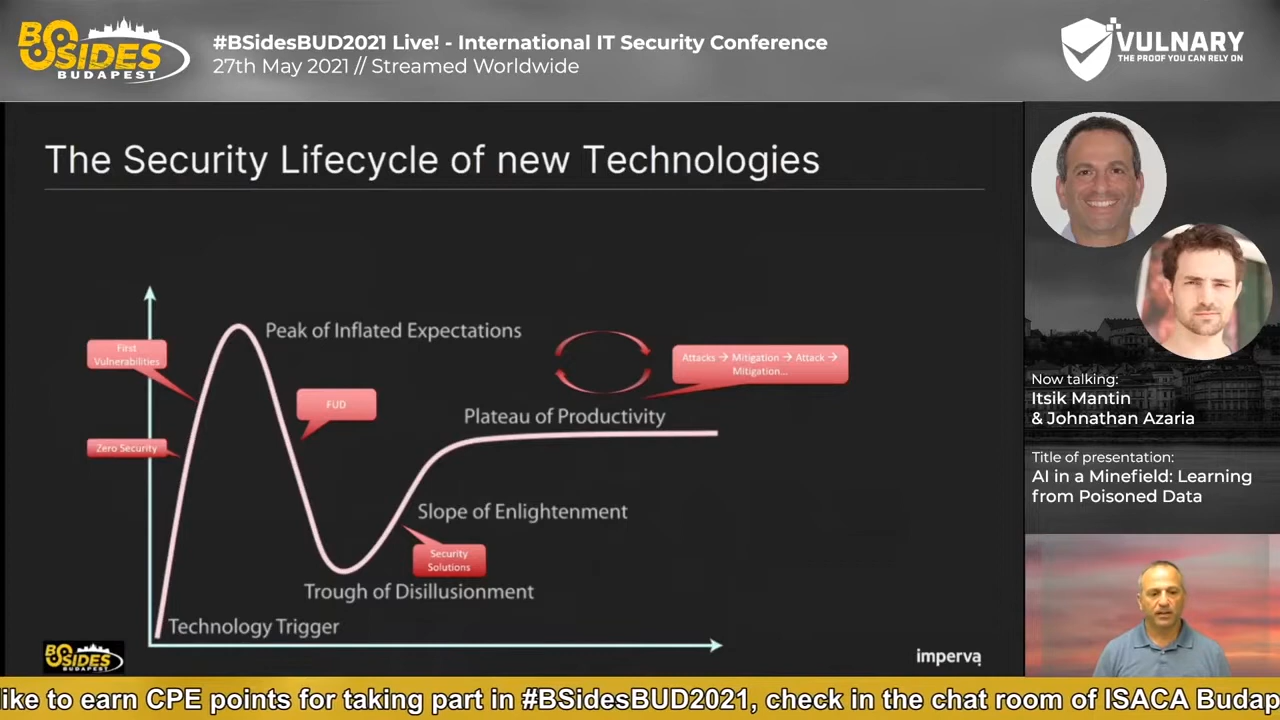 BSIDES
BUDAPEST
#BSidesBUD2021 Live! - International IT Security Conference
27th May 2021 // Streamed Worldwide
VULNARY
THE PROOF YOU CAN RELY ON
The Security Lifecycle of new Technologies
Peak of Inflated Expectations
First
Vulnerabilities
Attacks → Mitigation → Attack →
Mitigation...
FUD
Plateau of Productivity
Zero Security
Slope of Enlightenment
Security
Solutions
Trough of Disillusionment
Technology Trigger
BSIDES
BUDAPEST
imperva
Now talking:
Itsik Mantin
& Johnathan Azaria
Title of presentation:
AI in a Minefield: Learning
from Poisoned Data
like to earn CPE points for taking part in #BSidesBUD2021, check in the chat room of ISACA Budap